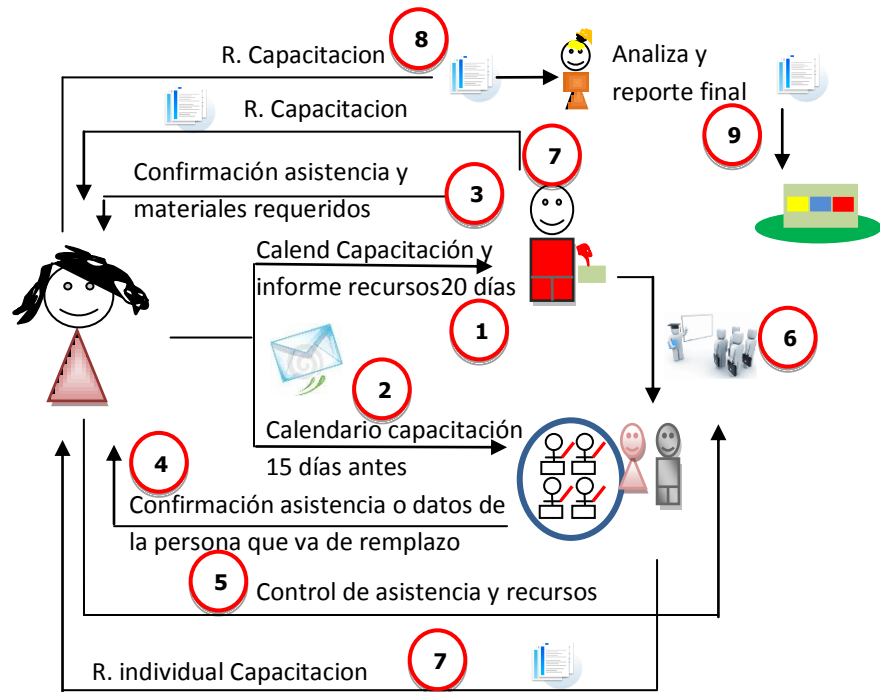 8
R. Capacitacion
Analiza y
reporte final
R. Capacitacion
9
7
Confirmación asistencia y
materiales requeridos
3
Calend Capacitación y
informe recursos20 días
1
6
2
Calendario capacitación
15 días antes
4
Confirmación asistencia o datos de
la persona que va de remplazo
5
Control de asistencia y recursos
R. individual Capacitacion
7